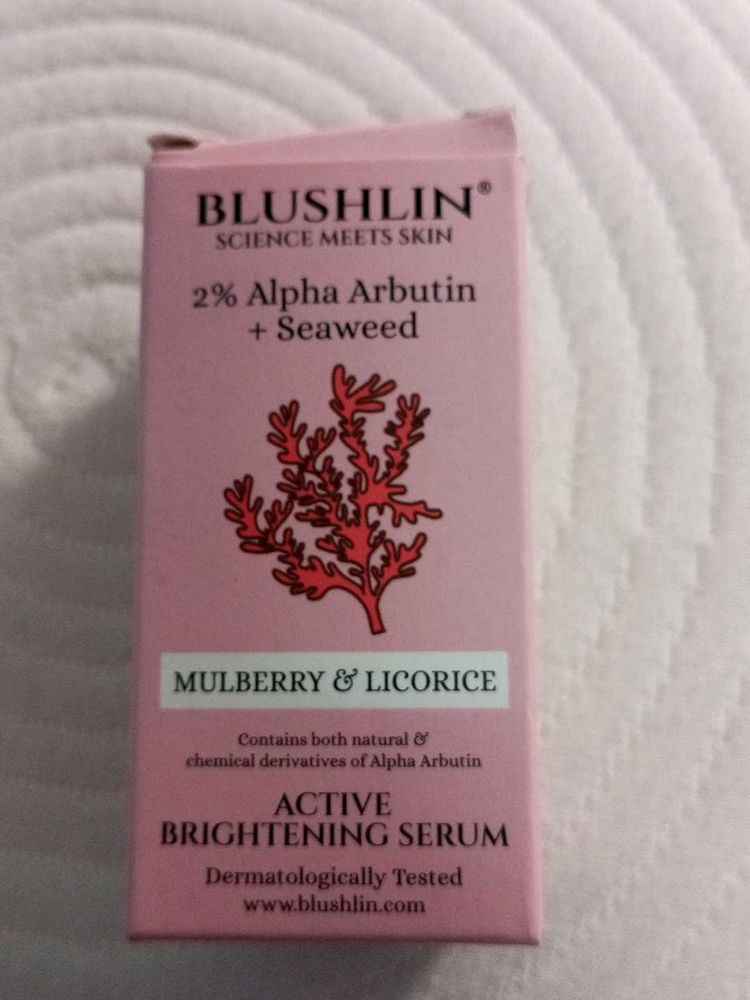 BLUSHLIN®
SCIENCE MEETS SKIN
2% Alpha Arbutin
+ Seaweed
MULBERRY & LICORICE
Contains both natural &
chemical derivatives of Alpha Arbutin
ACTIVE
BRIGHTENING SERUM
Dermatologically Tested
www.blushlin.com